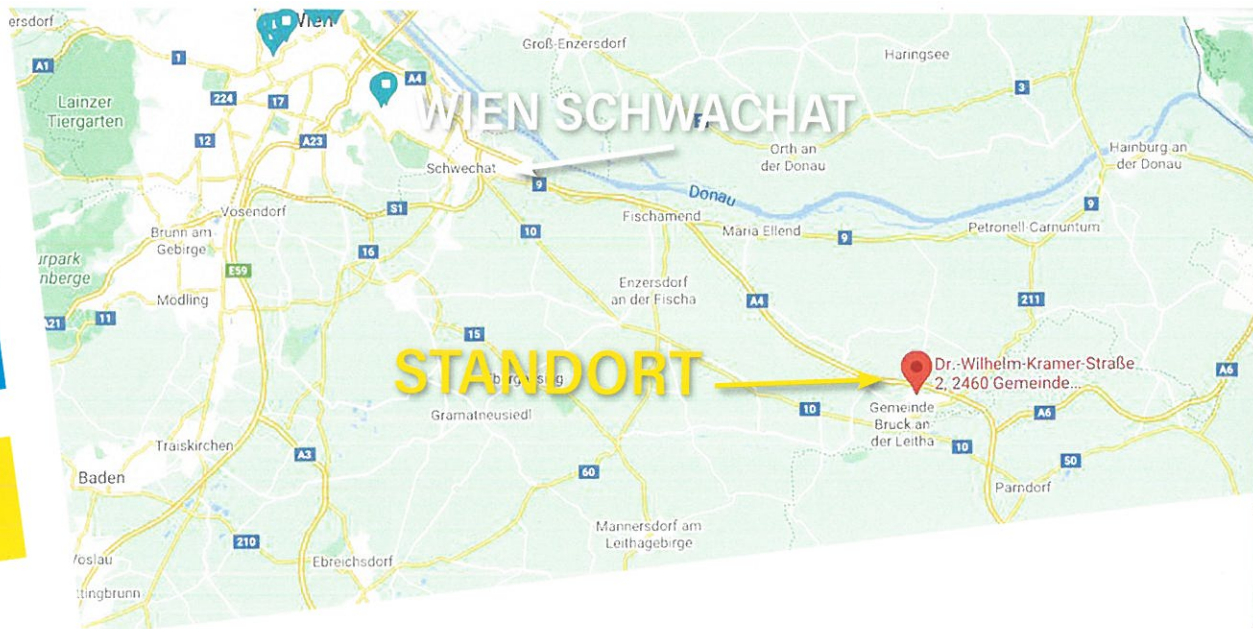 ersdorf
Wien
Groß-Enzersdorf
Haringsee
A1
1
A4
3
Lainzer
Tiergarten
224
17
WIEN SCHWACHAT
12
A23
Orth an
der Donau
Hainburg an
der Donau
Schwechat
9
Donau
S1
Vosendorf
Fischamend
9
Brunn am
Gebirge
10
Maria Ellend
9
Petronell-Carnuntum
16
urpark
nberge
E59
Enzersdorf
an der Fischa
Modling
A4
211
A21
11
15
STANDORT
Dr.-Wilhelm-Kramer-Straße
2, 2460 Gemeinde...
A6
Gramatneusiedl
10
Gemeinde
Bruck an
der Leitha
A6
Traiskirchen
A3
10
50
60
Baden
Parndorf
Mannersdorf am
Leithagebirge
210
Voslau
Ebreichsdorf
ttingbrunn